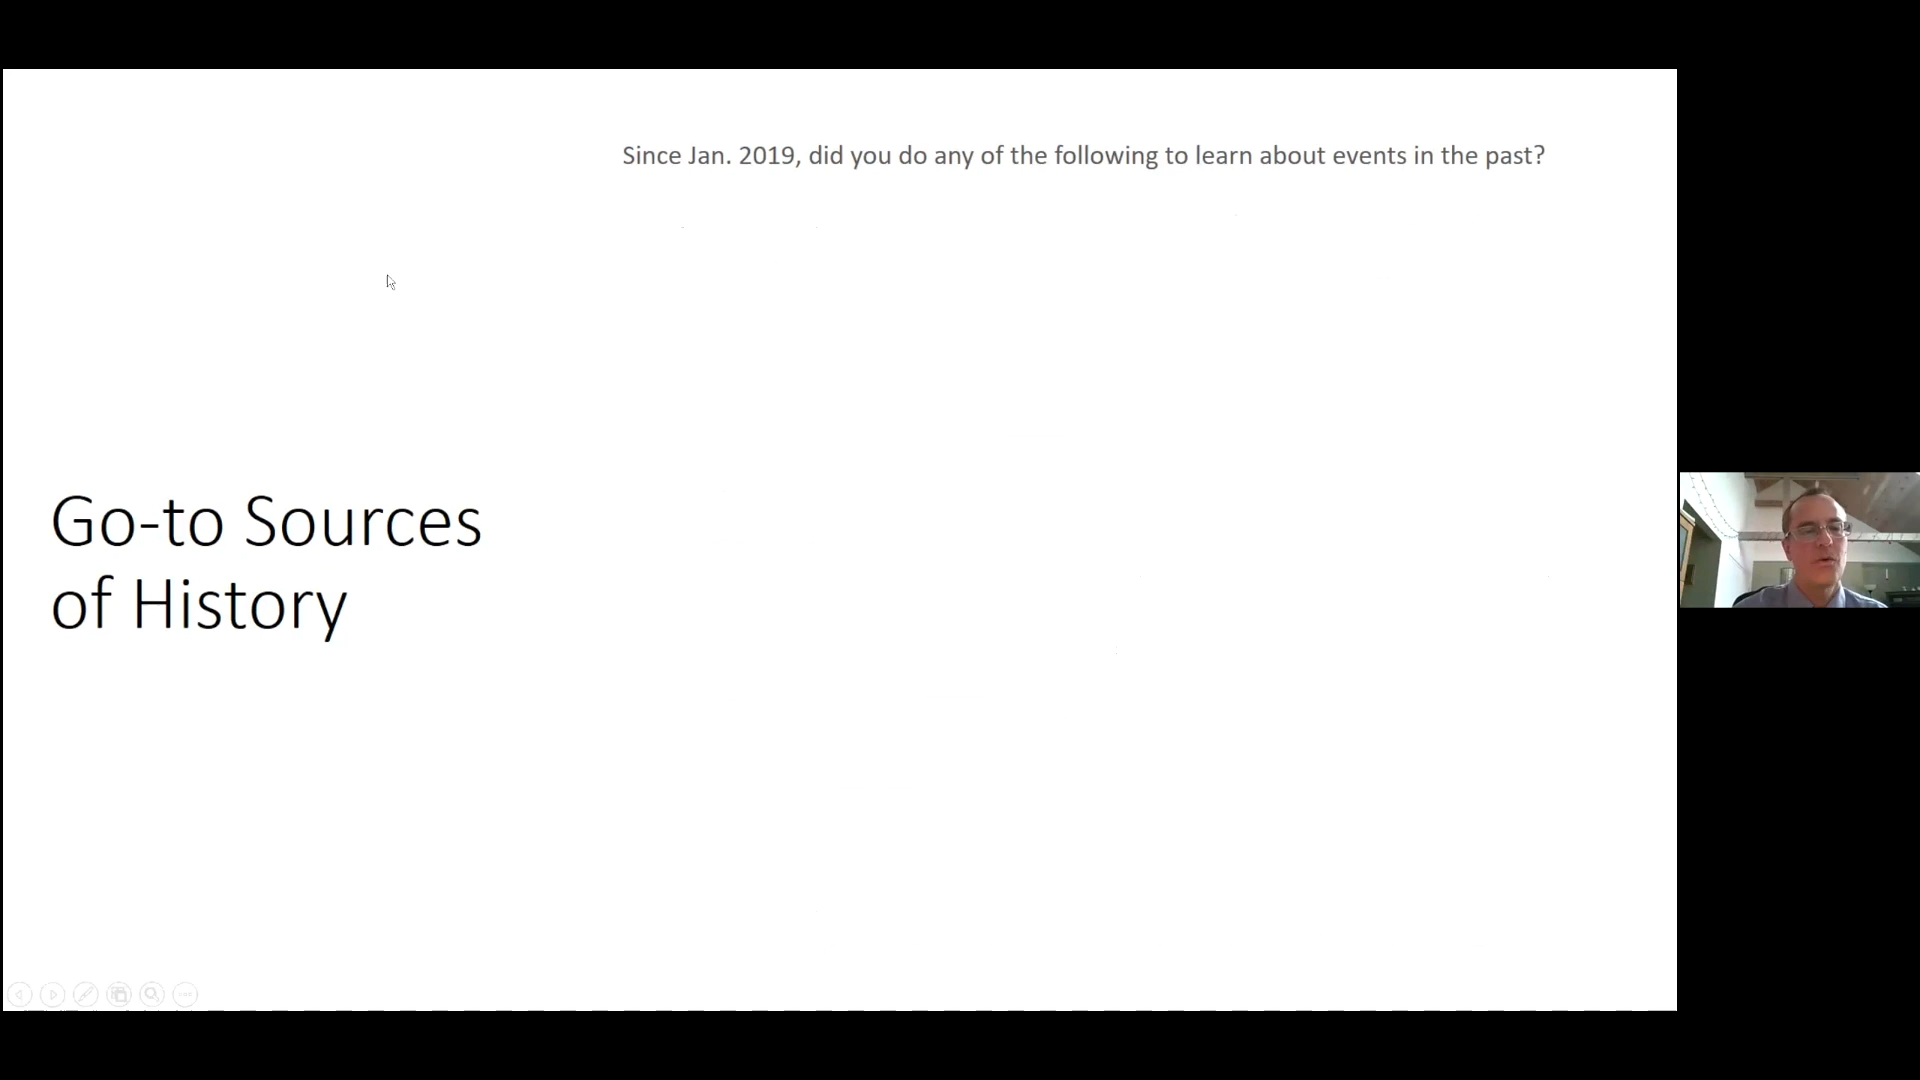 Since Jan. 2019, did you do any of the following to learn about events in the past?
Go-to Sources
of History